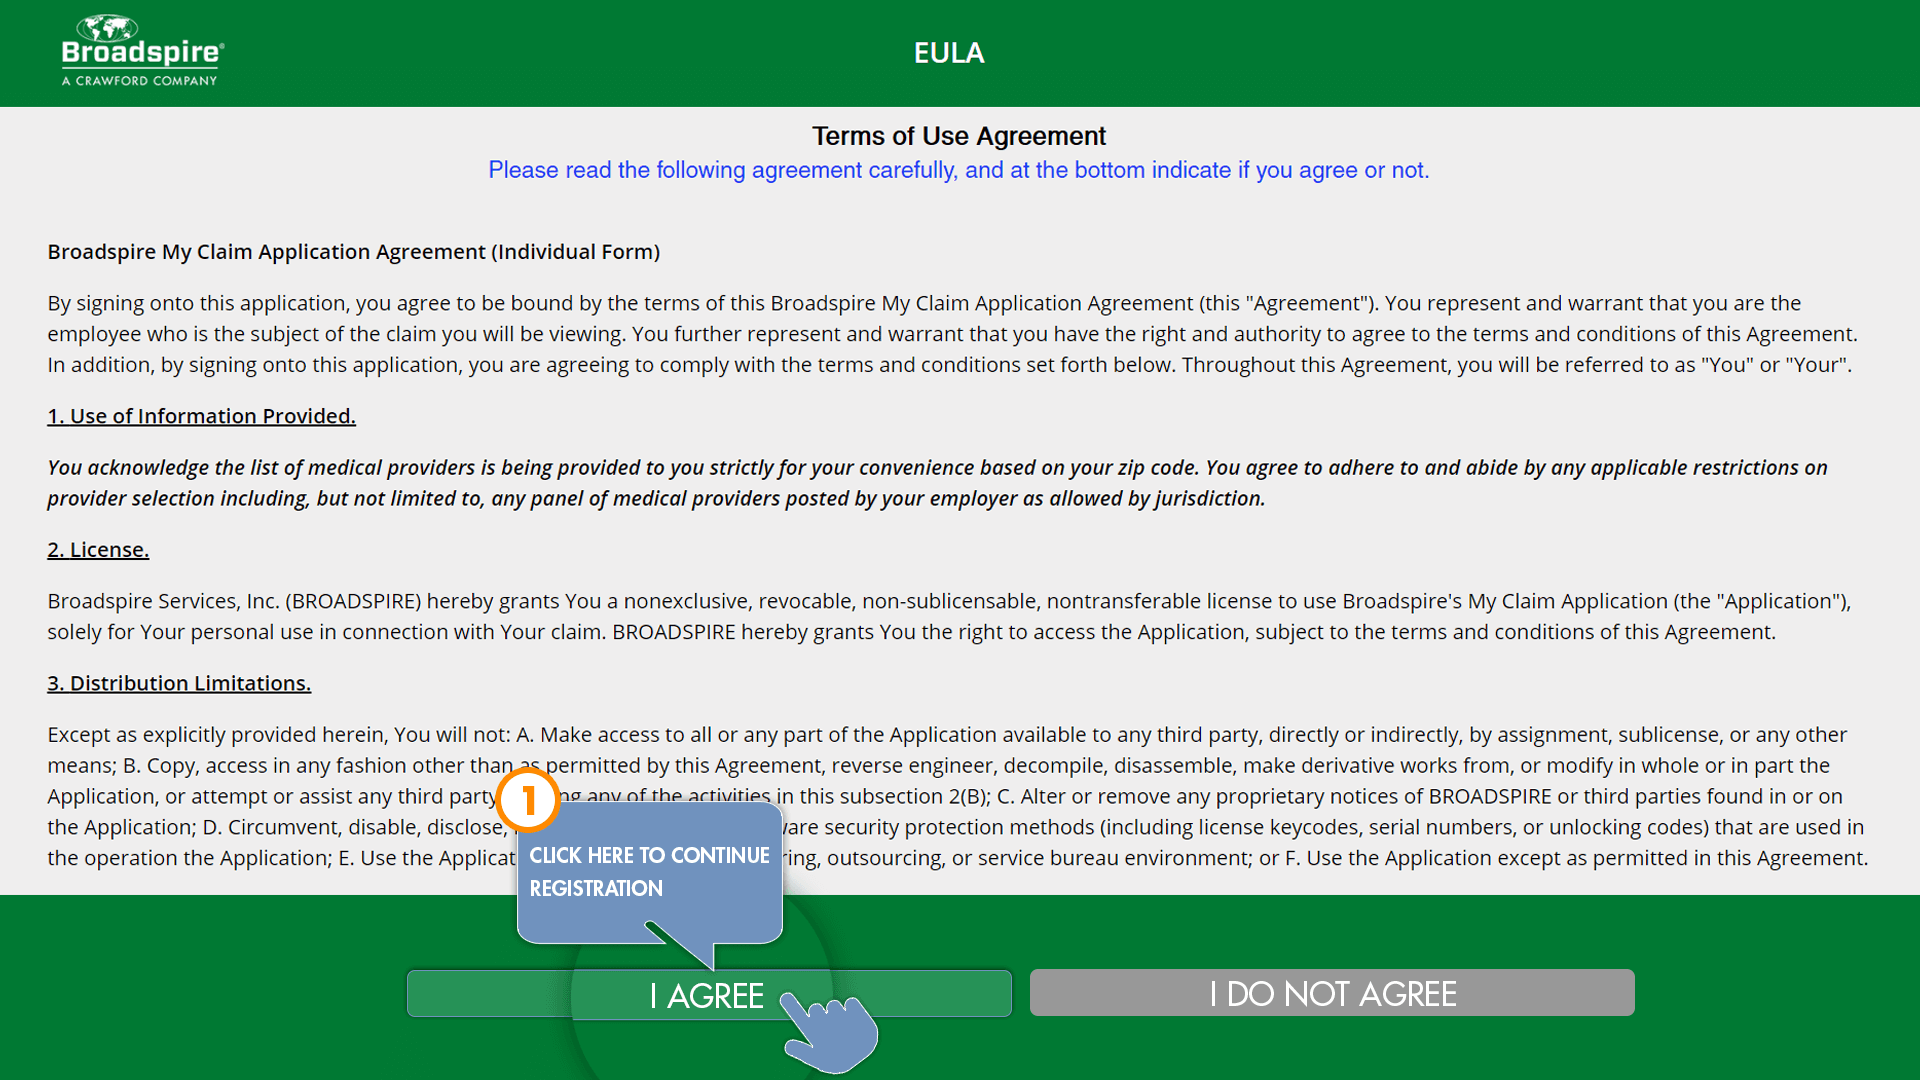 Broadspire®
A CRAWFORD COMPANY
EULA
Terms of Use Agreement
Please read the following agreement carefully, and at the bottom indicate if you agree or not.
Broadspire My Claim Application Agreement (Individual Form)
By signing onto this application, you agree to be bound by the terms of this Broadspire My Claim Application Agreement (this "Agreement"). You represent and warrant that you are the
employee who is the subject of the claim you will be viewing. You further represent and warrant that you have the right and authority to agree to the terms and conditions of this Agreement.
In addition, by signing onto this application, you are agreeing to comply with the terms and conditions set forth below. Throughout this Agreement, you will be referred to as "You" or "Your".
1. Use of Information Provided.
You acknowledge the list of medical providers is being provided to you strictly for your convenience based on your zip code. You agree to adhere to and abide by any applicable restrictions on
provider selection including, but not limited to, any panel of medical providers posted by your employer as allowed by jurisdiction.
2. License.
Broadspire Services, Inc. (BROADSPIRE) hereby grants You a nonexclusive, revocable, non-sublicensable, nontransferable license to use Broadspire's My Claim Application (the "Application"),
solely for Your personal use in connection with Your claim. BROADSPIRE hereby grants You the right to access the Application, subject to the terms and conditions of this Agreement.
3. Distribution Limitations.
Except as explicitly provided herein, You will not: A. Make access to all or any part of the Application available to any third party, directly or indirectly, by assignment, sublicense, or any other
means; B. Copy, access in any fashion other than as permitted by this Agreement, reverse engineer, decompile, disassemble, make derivative works from, or modify in whole or in part the
Application, or attempt or assist any third party any of the activities in this subsection 2(B); C. Alter or remove any proprietary notices of BROADSPIRE or third parties found in or on
the Application; D. Circumvent, disable, disclose, security protection methods (including license keycodes, serial numbers, or unlocking codes) that are used in
the operation the Application; E. Use the outsourcing, or service bureau environment; or F. Use the Application except as permitted in this Agreement.
1
CLICK HERE TO CONTINUE
REGISTRATION
I AGREE
I DO NOT AGREE